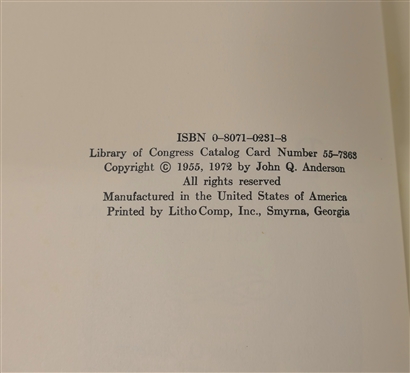 ISBN 0-8071-0231-8
Library of Congress Catalog Card Number 55-7363
Copyright © 1955, 1972 by John Q. Anderson
All rights reserved
Manufactured in the United States of America
Printed by Litho Comp, Inc., Smyrna, Georgia